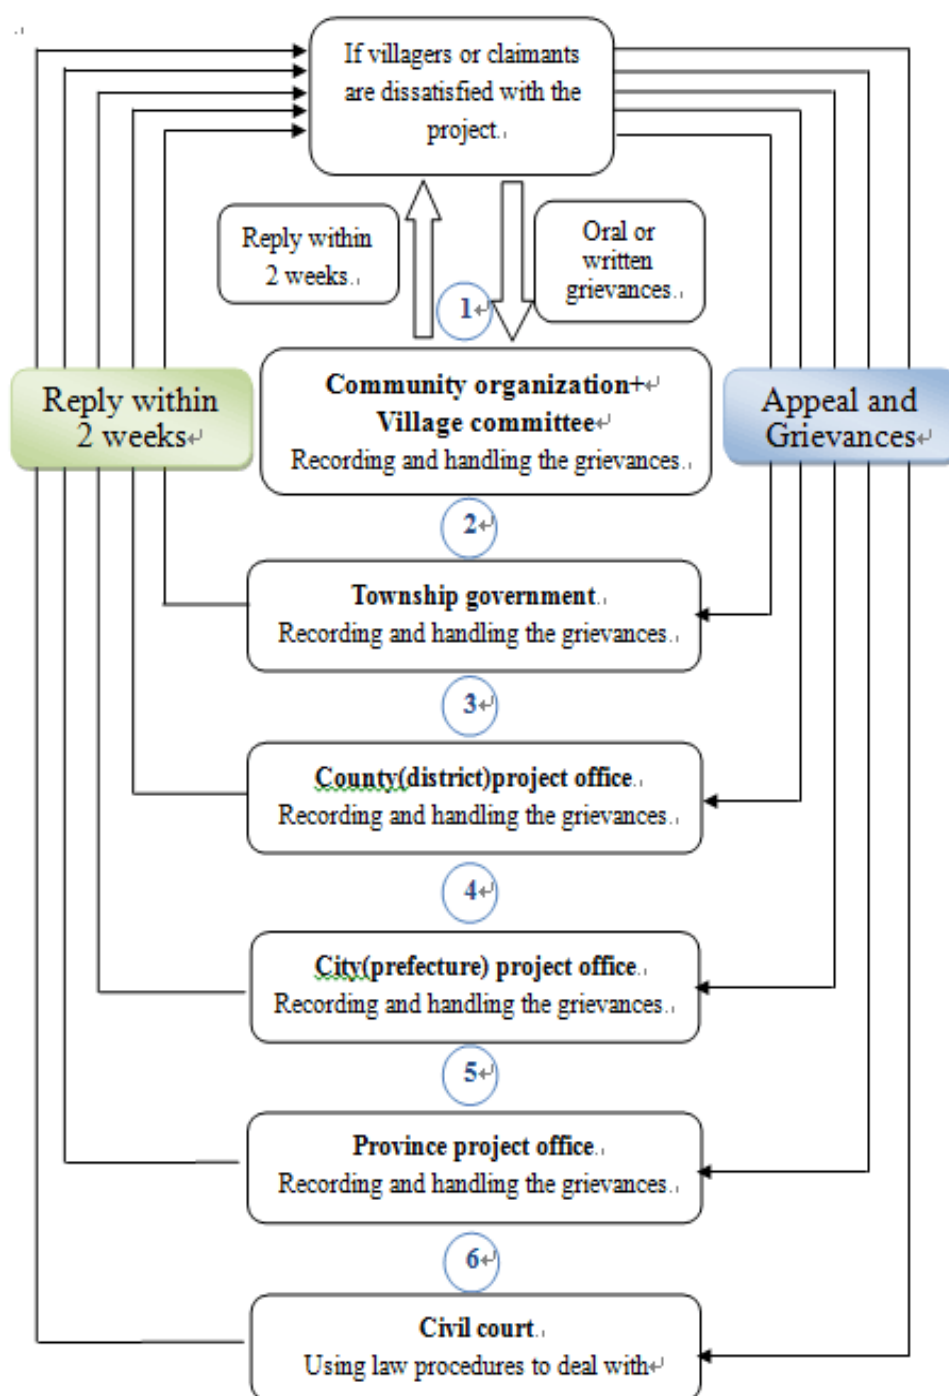 If villagers or claimants
are dissatisfied with the
project.
Reply within
2 weeks.
Oral or
written
grievances.
1
Community organization+
Village committee
Recording and handling the grievances.
Reply within
2 weeks
Appeal and
Grievances
2
Township government.
Recording and handling the grievances.
3
County(district)project office.
Recording and handling the grievances.
4
City(prefecture) project office.
Recording and handling the grievances.
5
Province project office.
Recording and handling the grievances.
6
Civil court.
Using law procedures to deal with